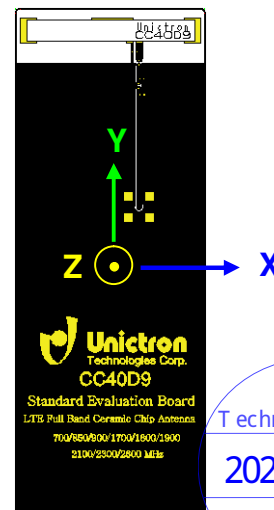 Unictron
CC40D9
Y
Z
X
Unictron
Technologies Corp.
CC40D9
Standard Evaluation Board
LTE Full Band Ceramic Chip Antenna
700/850/900/1700/1800/1900
2100/2300/2600 MHz
Techn
202